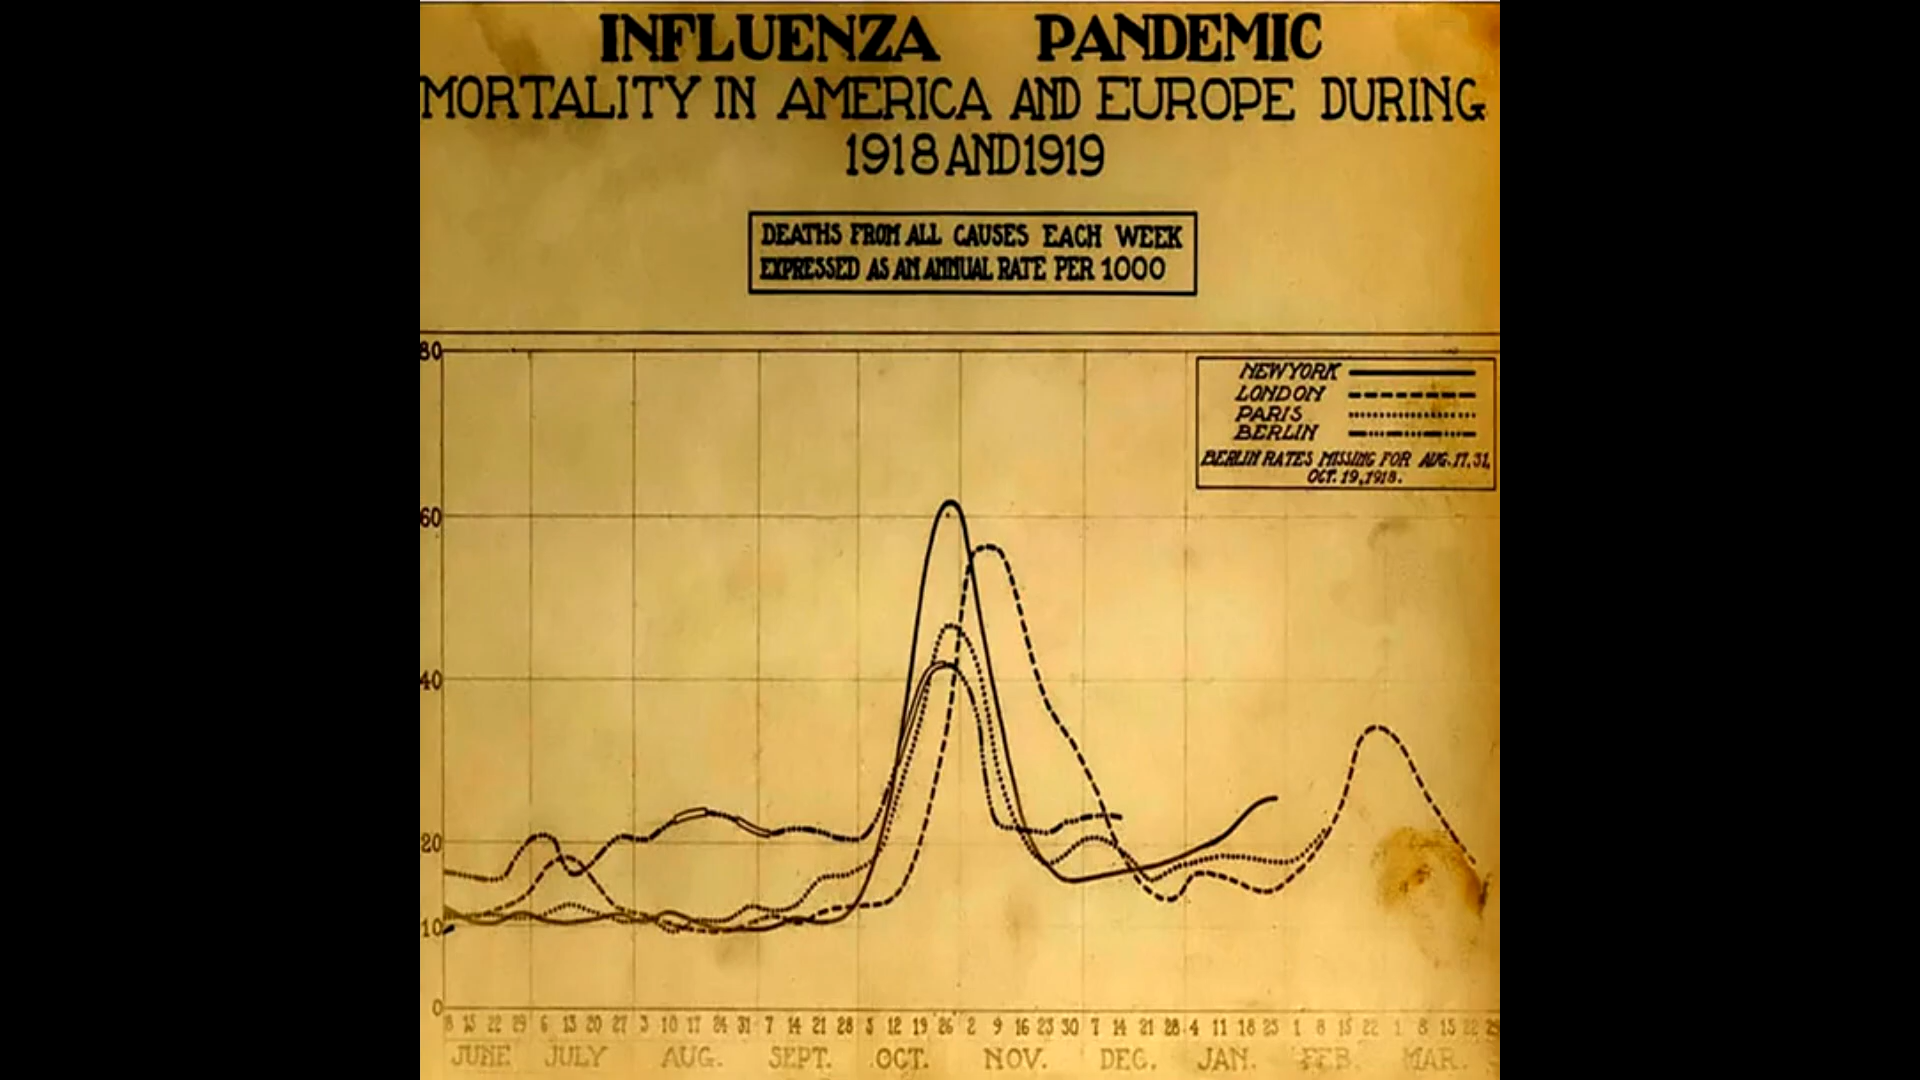 INFLUENZA PANDEMIC
MORTALITY IN AMERICA AND EUROPE DURING
1918 AND 1919
DEATHS FROM ALL CAUSES EACH WEEK
EXPRESSED AS AN ANNUAL RATE PER 1000
80
NEW YORK
LONDON
PARIS
BERLIN
BERLIN RATES MISSING FOR AUG. 17, 31,
OCT. 19, 1918.
60
40
20
10
0
8 15 22 29 6 13 20 27 3 10 17 24 31 7 14 21 28 5 12 19 26 2 9 16 23 30 7 14 21 28 4 11 18 25 1 8 15 22 1 8 15 22 29
JUNE JULY AUG. SEPT. OCT. NOV. DEC. JAN. FEB. MAR.